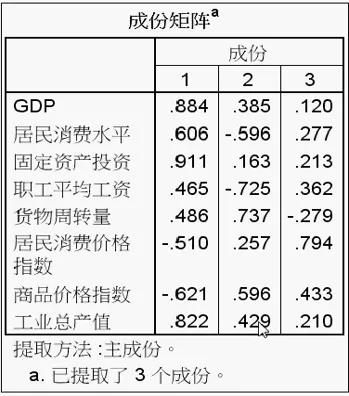 成份矩阵a
成份
1 2 3
GDP .884 .385 .120
居民消费水平 .606 -.596 .277
固定资产投资 .911 .163 .213
职工平均工资 .465 -.725 .362
货物周转量 .486 .737 -.279
居民消费价格 -.510 .257 .794
指数
商品价格指数 -.621 .596 .433
工业总产值 .822 .429 .210
提取方法 :主成份。
a. 已提取了 3 个成份。